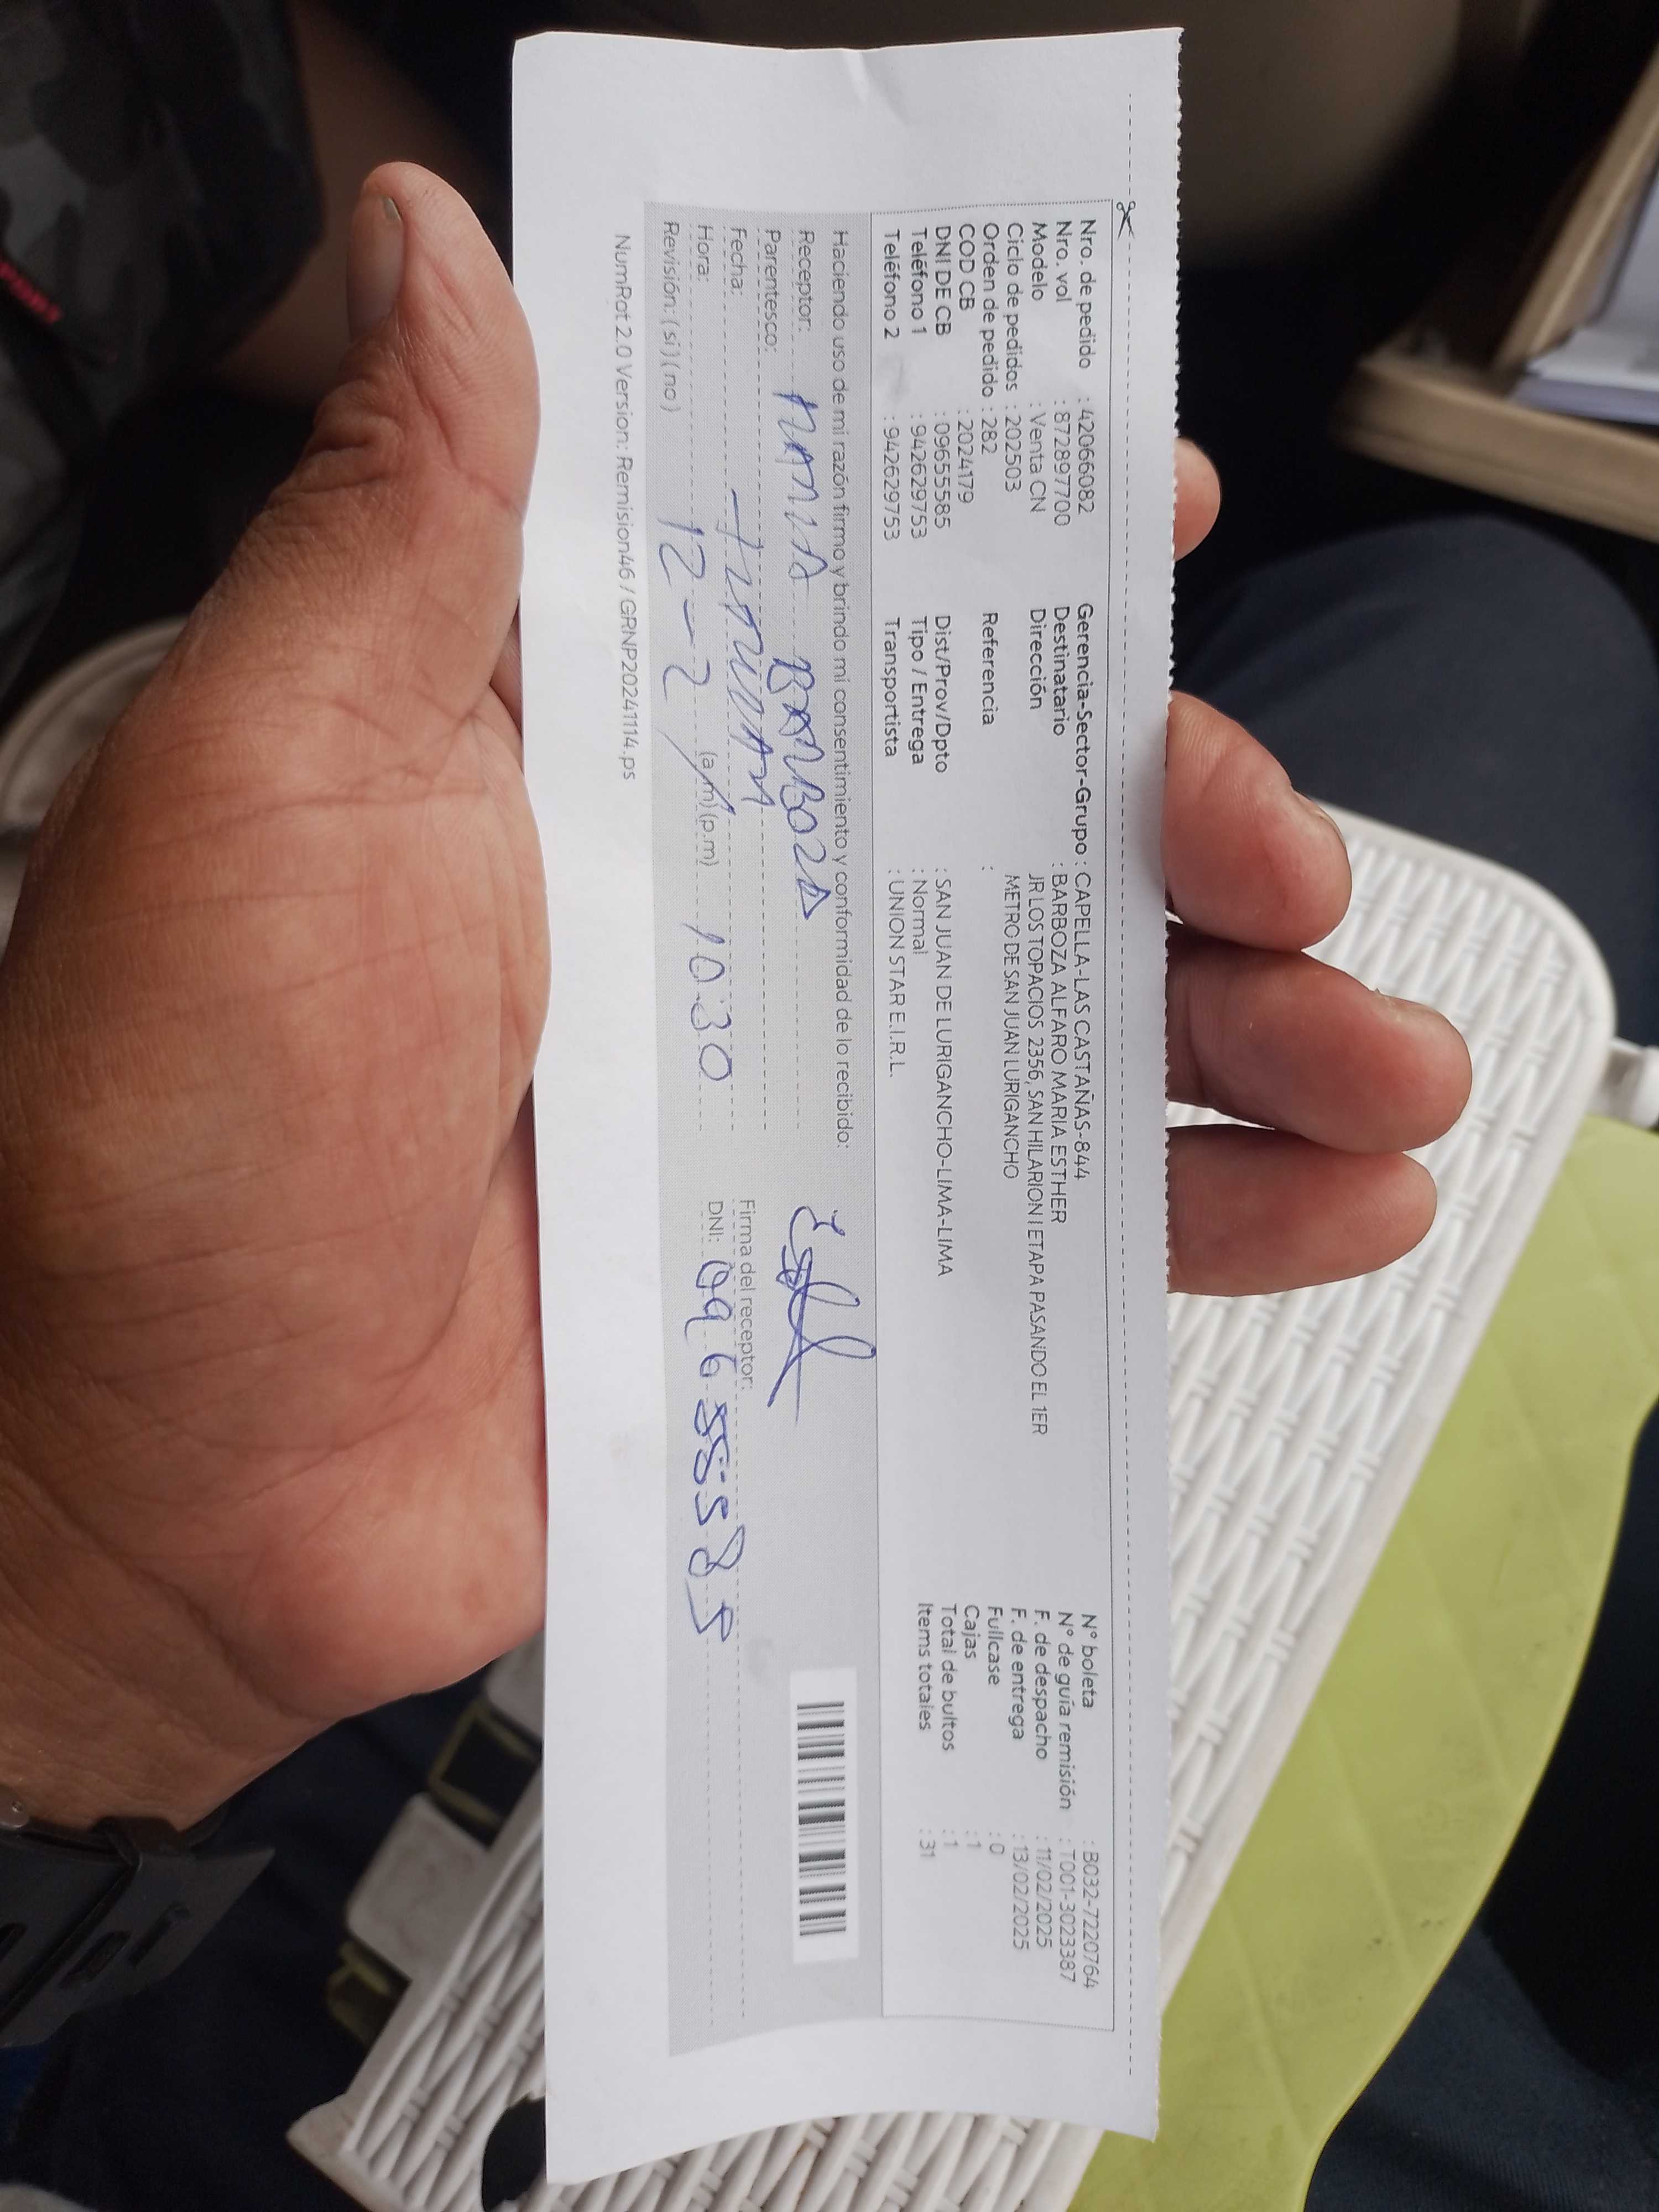 Nro. de pedido : 42066082
Nro. vol : 872897700
Modelo : Venta CN
Ciclo de pedidos : 202503
Orden de pedido : 282
COD CB : 2024179
DNI DE CB : 09655585
Teléfono 1 : 942629753
Teléfono 2 : 942629753
Gerencia-Sector-Grupo : CAPELLA-LAS CASTAÑAS-844
Destinatario : BARBOZA ALFARO MARIA ESTHER
Dirección JR LOS TOPACIOS 2356, SAN HILARION I ETAPA PASANDO EL 1ER
METRO DE SAN JUAN LURIGANCHO
Referencia :
Dist/Prov/Dpto : SAN JUAN DE LURIGANCHO-LIMA-LIMA
Tipo / Entrega : Normal
Transportista : UNION STAR E.I.R.L.
N° boleta : B032-7220764
N° de guía remisión : T001-3023387
F. de despacho : 11/02/2025
F. de entrega : 13/02/2025
Fullcase : 0
Cajas : 1
Total de bultos : 1
Items totales : 31
Haciendo uso de mi razón firmo y brindo mi consentimiento y conformidad de lo recibido:
Receptor: MARIA BARBOZA
Parentesco:
Fecha: TITULAR
Hora: 12-2 (a.m) (p.m) 10.30
Revisión: ( si ) ( no )
Firma del receptor:
DNI: 09655585
NumRot 2.0 Version: Remision46 / GRNP20241114.ps